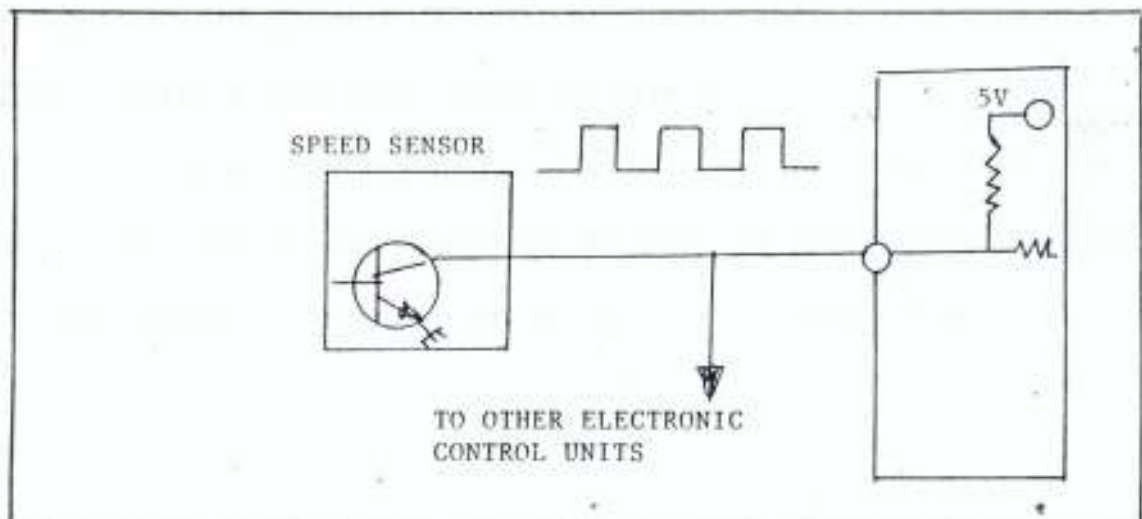 5V
SPEED SENSOR
TO OTHER ELECTRONIC
CONTROL UNITS